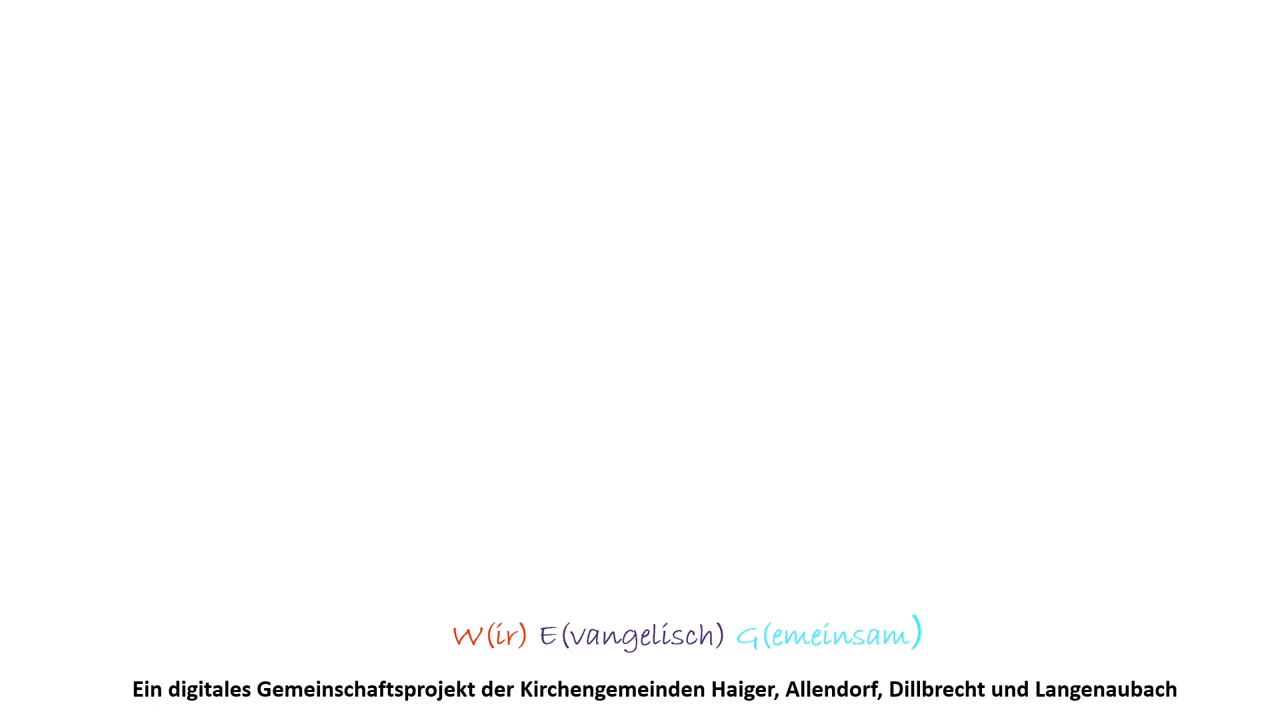 W(ir) E(vangelisch) G(emeinsam)
Ein digitales Gemeinschaftsprojekt der Kirchengemeinden Haiger, Allendorf, Dillbrecht und Langenaubach